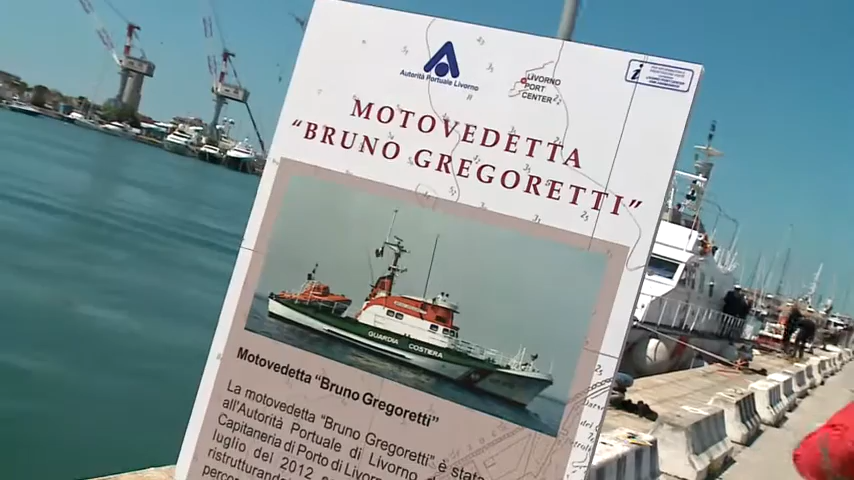 Autorità Portuale Livorno
LIVORNO
PORT
CENTER
MOTOVEDETTA
"BRUNO GREGORETTI"
GUARDIA COSTIERA
Motovedetta "Bruno Gregoretti"
La motovedetta "Bruno Gregoretti" è stata
all'Autorità Portuale di Livorno
Capitaneria di Porto di Livorno
luglio del 2012
ristrutturando